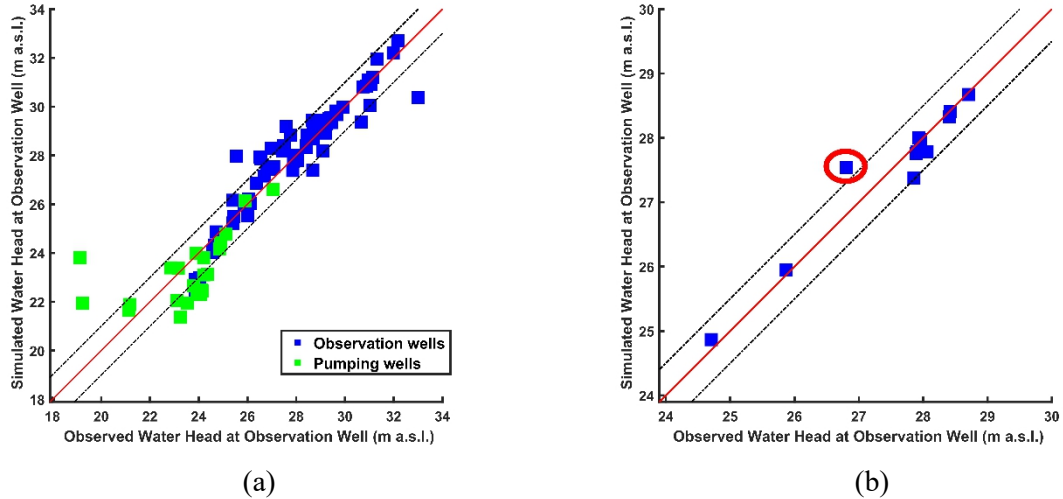 34
32
30
28
26
24
22
20
18
18 20 22 24 26 28 30 32 34
Simulated Water Head at Observation Well (m a.s.l.)
Observed Water Head at Observation Well (m a.s.l.)
Observation wells
Pumping wells
(a)
30
29
28
27
26
25
24
24 25 26 27 28 29 30
Simulated Water Head at Observation Well (m a.s.l.)
Observed Water Head at Observation Well (m a.s.l.)
(b)